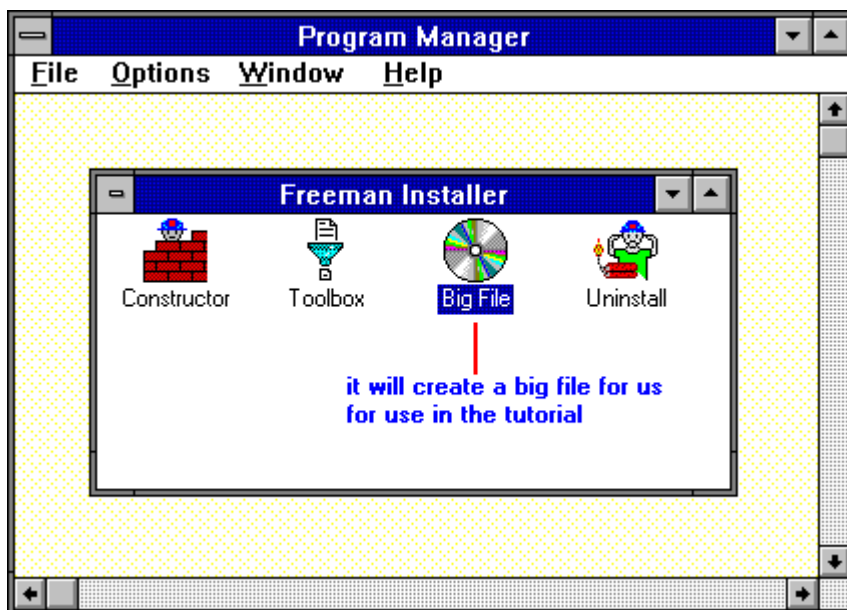 Program Manager
File Options Window Help
Freeman Installer
Constructor Toolbox Big File Uninstall
it will create a big file for us
for use in the tutorial